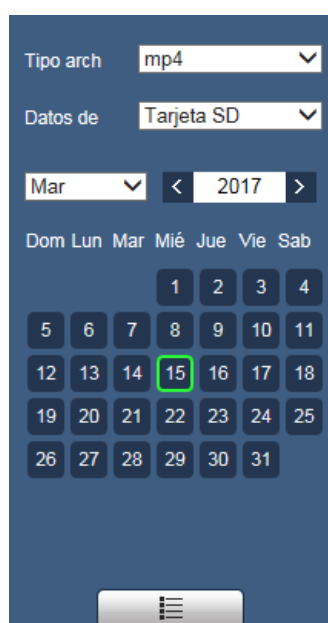 Tipo arch mp4
Datos de Tarjeta SD
Mar < 2017 >
Dom Lun Mar Mié Jue Vie Sab
1 2 3 4
5 6 7 8 9 10 11
12 13 14 15 16 17 18
19 20 21 22 23 24 25
26 27 28 29 30 31